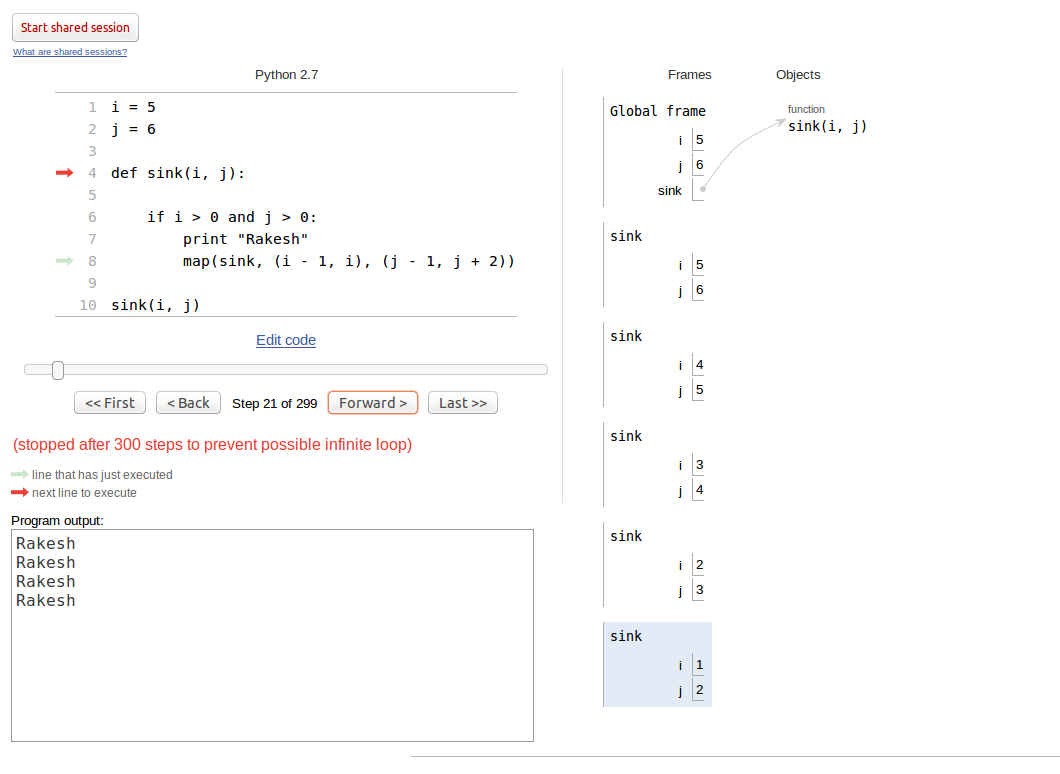 Start shared session
What are shared sessions?
Python 2.7
1 i = 5
2 j = 6
3
4 def sink(i, j):
5
6     if i > 0 and j > 0:
7         print "Rakesh"
8         map(sink, (i - 1, i), (j - 1, j + 2))
9
10 sink(i, j)
Edit code
<< First < Back Step 21 of 299 Forward > Last >>
(stopped after 300 steps to prevent possible infinite loop)
line that has just executed
next line to execute
Program output:
Rakesh
Rakesh
Rakesh
Rakesh
Frames Objects
Global frame
i 5
j 6
sink
function
sink(i, j)
sink
i 5
j 6
sink
i 4
j 5
sink
i 3
j 4
sink
i 2
j 3
sink
i 1
j 2